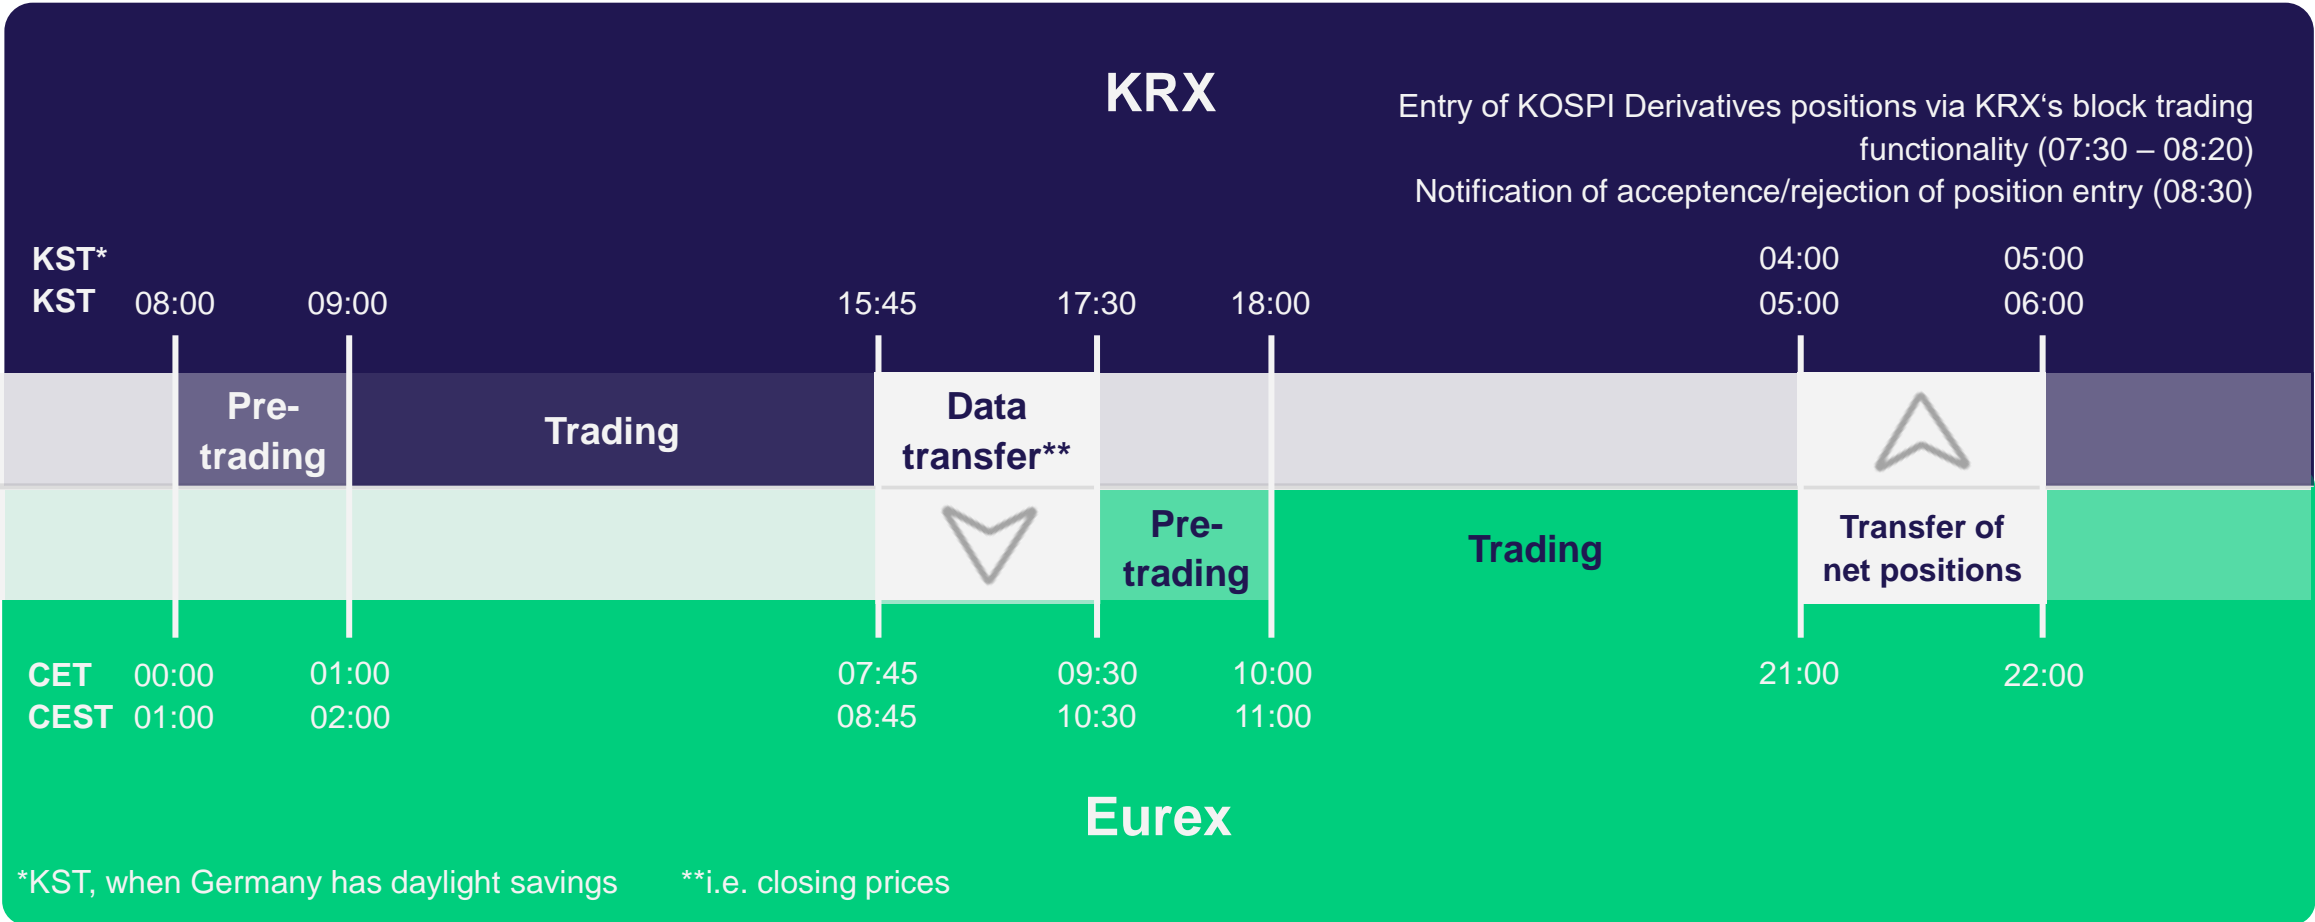 KRX
Entry of KOSPI Derivatives positions via KRX‘s block trading
functionality (07:30 – 08:20)
Notification of acceptence/rejection of position entry (08:30)
KST* 04:00 05:00
KST 08:00 09:00 15:45 17:30 18:00 05:00 06:00
Pre-
trading
Trading
Data
transfer**
Pre-
trading
Trading
Transfer of
net positions
CET 00:00 01:00 07:45 09:30 10:00 21:00 22:00
CEST 01:00 02:00 08:45 10:30 11:00
Eurex
*KST, when Germany has daylight savings **i.e. closing prices